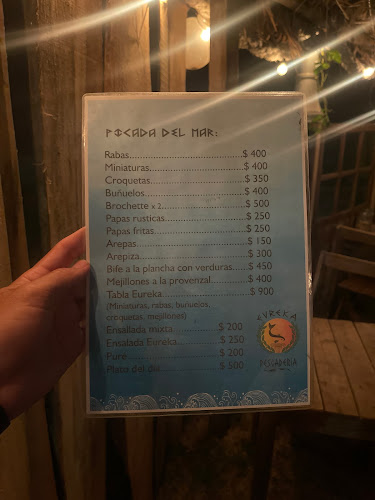 PICADA DEL MAR:
Rabas........$ 400
Miniaturas........$ 400
Croquetas........$ 350
Buñuelos........$ 400
Brochette x 2........$ 500
Papas rusticas........$ 250
Papas fritas........$ 250
Arepas........$ 150
Arepiza........$ 300
Bife a la plancha con verduras........$ 450
Mejillones a la provenzal........$ 400
Tabla Eureka........$ 900
(Miniaturas, rabas, buñuelos,
croquetas, mejillones)
Ensallada mixta........$ 200
Ensalada Eureka........$ 250
Pure........$ 200
Plato del dia........$ 500
EUREKA
PESCADERIA